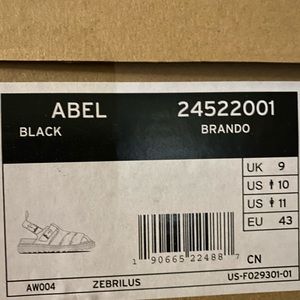 ABEL 24522001
BLACK BRANDO
UK 9
US 10
US 11
EU 43
1 90665 22488 7
CN
AW004 ZEBRILUS US-F029301-01